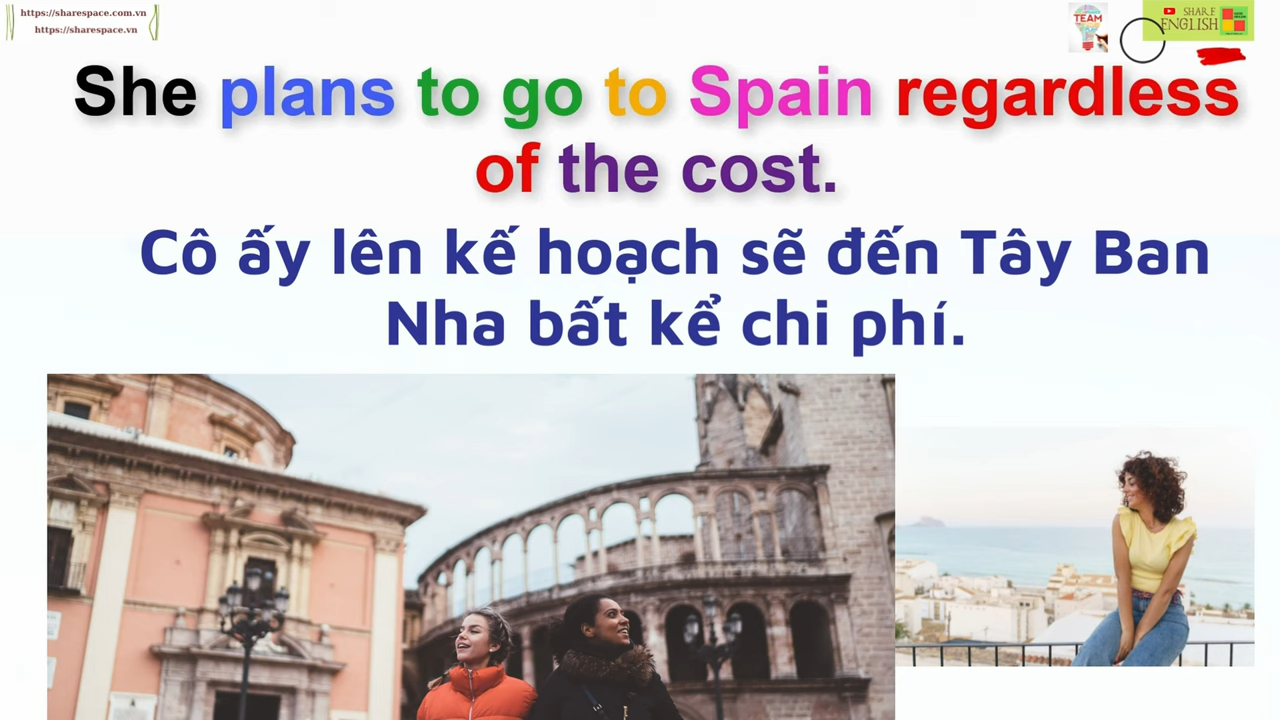 https://sharespace.com.vn
https://sharespace.vn
TEAM
SHARE
ENGLISH
She plans to go to Spain regardless
of the cost.
Cô ấy lên kế hoạch sẽ đến Tây Ban
Nha bất kể chi phí.